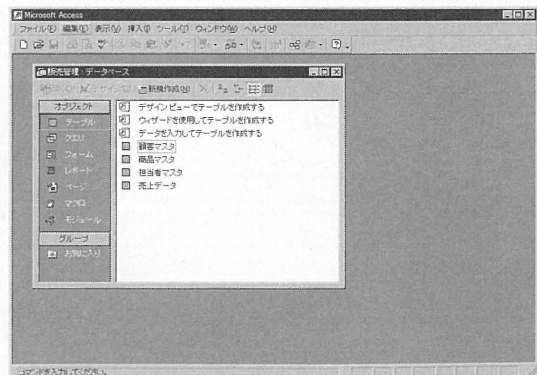 Microsoft Access
ファイル(F) 編集(E) 表示(V) 挿入(I) ツール(T) ウィンドウ(W) ヘルプ(H)
販売管理 : データベース
新規作成(N)
オブジェクト
テーブル
クエリ
フォーム
レポート
ページ
マクロ
モジュール
グループ
お気に入り
デザイン ビューでテーブルを作成する
ウィザードを使用してテーブルを作成する
データを入力してテーブルを作成する
顧客マスタ
商品マスタ
担当者マスタ
売上データ
コマンドを入力してください。